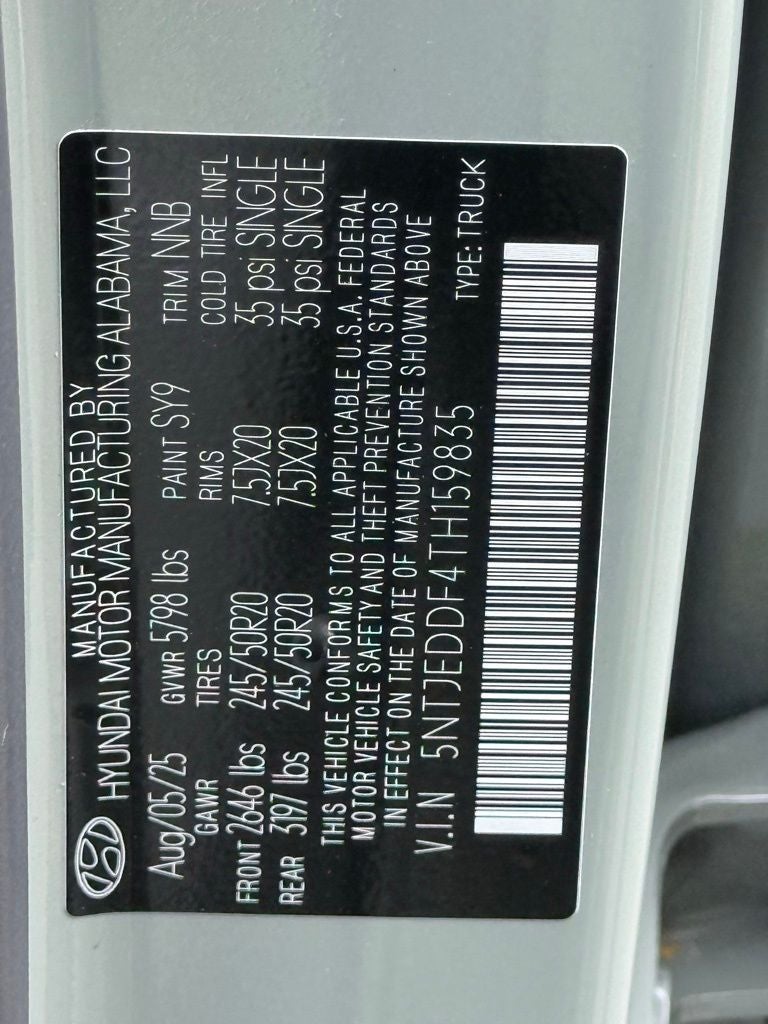 MANUFACTURED BY
HYUNDAI MOTOR MANUFACTURING ALABAMA, LLC
Aug/05/25 GVWR 5798 lbs PAINT SY9 TRIM NNB
GAWR TIRES RIMS COLD TIRE INFL
FRONT 2646 lbs 245/50R20 7.5JX20 35 psi SINGLE
REAR 3197 lbs 245/50R20 7.5JX20 35 psi SINGLE
THIS VEHICLE CONFORMS TO ALL APPLICABLE U.S.A. FEDERAL
MOTOR VEHICLE SAFETY AND THEFT PREVENTION STANDARDS
IN EFFECT ON THE DATE OF MANUFACTURE SHOWN ABOVE
V.I.N 5NTJEDDF4TH159835 TYPE: TRUCK